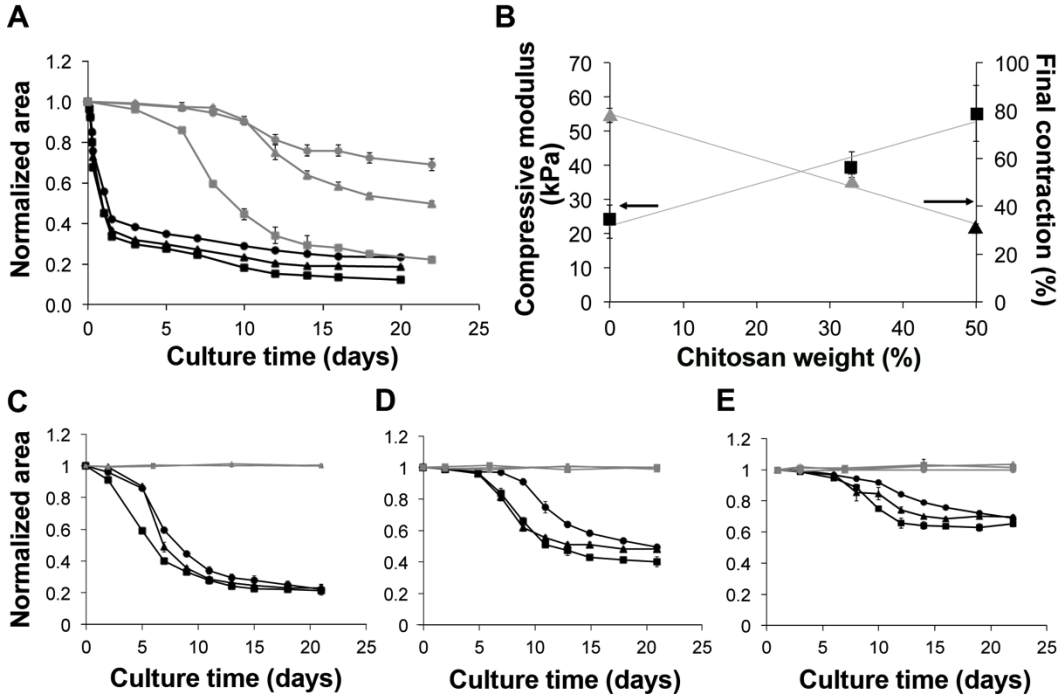 A
Normalized area
1.2
1.0
0.8
0.6
0.4
0.2
0.0
0 5 10 15 20 25
Culture time (days)
B
Compressive modulus
(kPa)
70
60
50
40
30
20
10
0
0 10 20 30 40 50
Chitosan weight (%)
100
80
60
40
20
0
Final contraction
(%)
C
Normalized area
1.2
1
0.8
0.6
0.4
0.2
0
0 5 10 15 20 25
Culture time (days)
D
1.2
1
0.8
0.6
0.4
0.2
0
0 5 10 15 20 25
Culture time (days)
E
1.2
1
0.8
0.6
0.4
0.2
0
0 5 10 15 20 25
Culture time (days)